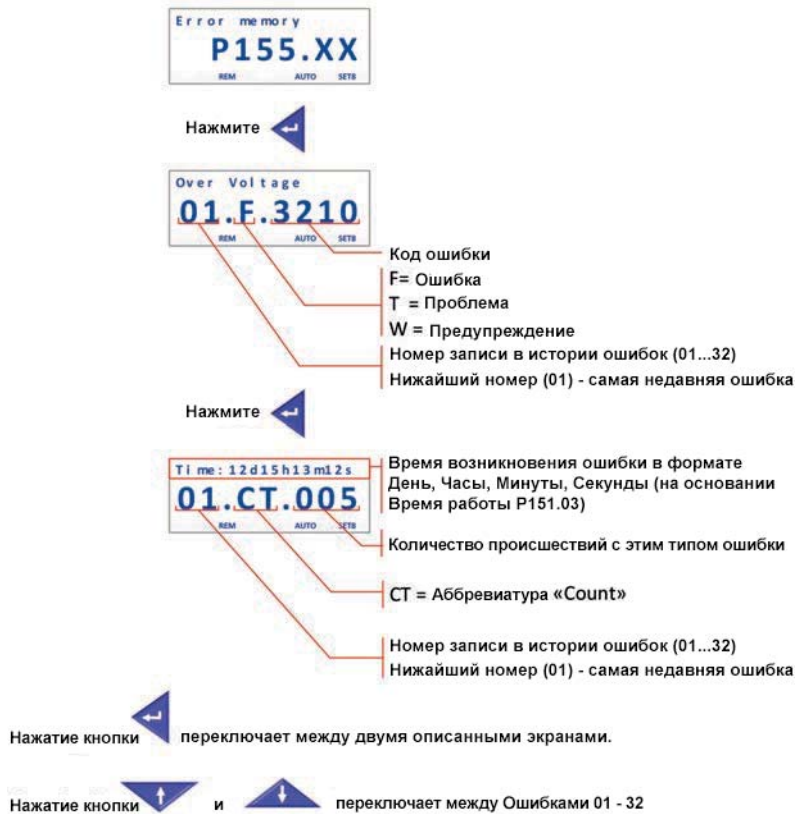 Error memory
P155.XX
REM AUTO SETB
Нажмите
Over Voltage
01.F.3210
REM AUTO SETB
Код ошибки
F= Ошибка
T = Проблема
W = Предупреждение
Номер записи в истории ошибок (01...32)
Нижайший номер (01) - самая недавняя ошибка
Нажмите
Time:12d15h13m12s
01.CT.005
REM AUTO SETB
Время возникновения ошибки в формате
День, Часы, Минуты, Секунды (на основании
Время работы P151.03)
Количество происшествий с этим типом ошибки
CT = Аббревиатура «Count»
Номер записи в истории ошибок (01...32)
Нижайший номер (01) - самая недавняя ошибка
Нажатие кнопки переключает между двумя описанными экранами.
Нажатие кнопки и переключает между Ошибками 01 - 32